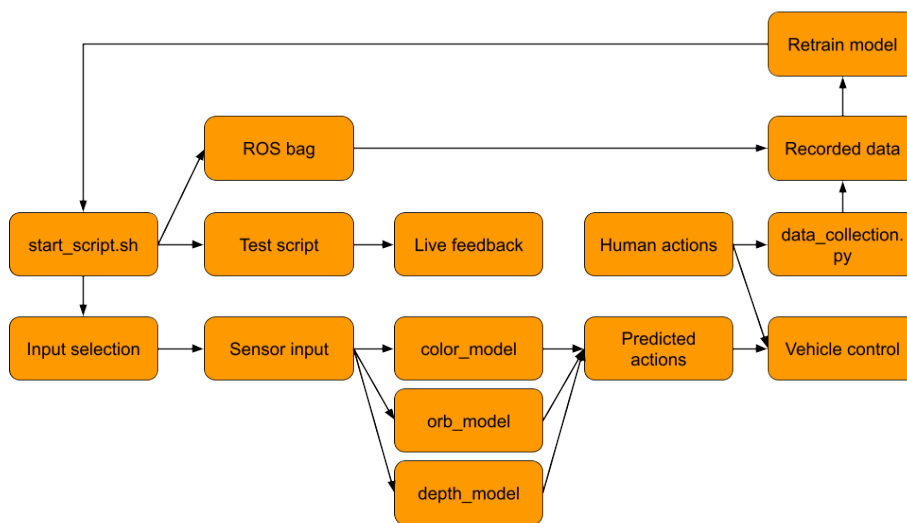 Retrain model
ROS bag
Recorded data
start_script.sh
Test script
Live feedback
Human actions
data_collection.
py
Input selection
Sensor input
color_model
Predicted
actions
Vehicle control
orb_model
depth_model